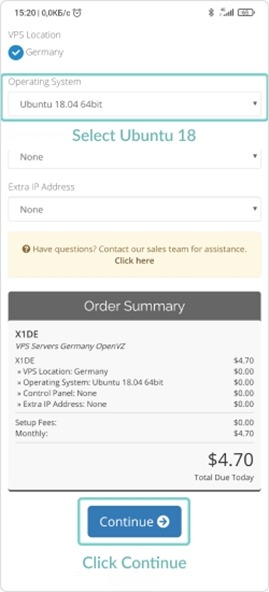 15:20 | 0,0КБ/с
4G
60
VPS Location
Germany
Operating System
Ubuntu 18.04 64bit
Select Ubuntu 18
None
Extra IP Address
None
Have questions? Contact our sales team for assistance.
Click here
Order Summary
X1DE
VPS Servers Germany OpenVZ
X1DE $4.70
» VPS Location: Germany $0.00
» Operating System: Ubuntu 18.04 64bit $0.00
» Control Panel: None $0.00
» Extra IP Address: None $0.00
Setup Fees: $0.00
Monthly: $4.70
$4.70
Total Due Today
Continue
Click Continue